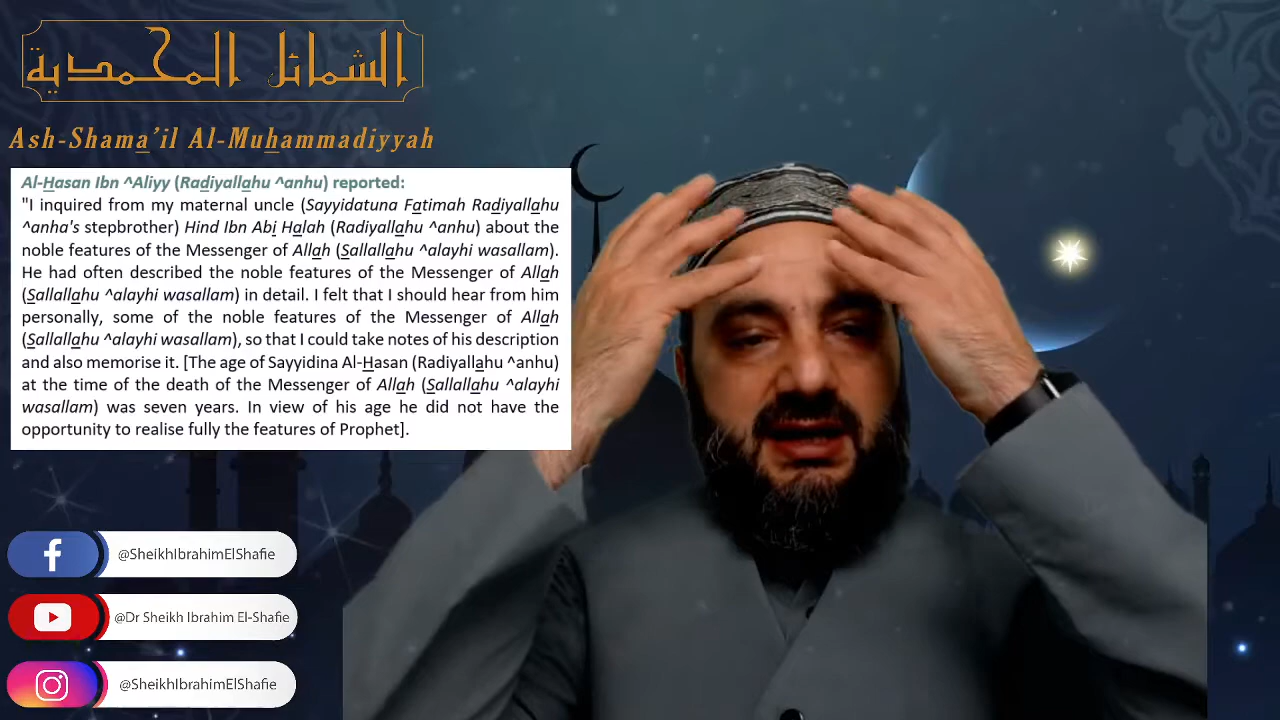 الشمائل المحمدية
Ash-Shama'il Al-Muhammadiyyah
Al-Hasan Ibn ^Aliyy (Radiyallahu ^anhu) reported:
"I inquired from my maternal uncle (Sayyidatuna Fatimah Radiyallahu
^anha's stepbrother) Hind Ibn Abi Halah (Radiyallahu ^anhu) about the
noble features of the Messenger of Allah (Sallallahu ^alayhi wasallam).
He had often described the noble features of the Messenger of Allah
(Sallallahu ^alayhi wasallam) in detail. I felt that I should hear from him
personally, some of the noble features of the Messenger of Allah
(Sallallahu ^alayhi wasallam), so that I could take notes of his description
and also memorise it. [The age of Sayyidina Al-Hasan (Radiyallahu ^anhu)
at the time of the death of the Messenger of Allah (Sallallahu ^alayhi
wasallam) was seven years. In view of his age he did not have the
opportunity to realise fully the features of Prophet].
@SheikhIbrahimElShafie
@Dr Sheikh Ibrahim El-Shafie
@SheikhIbrahimElShafie